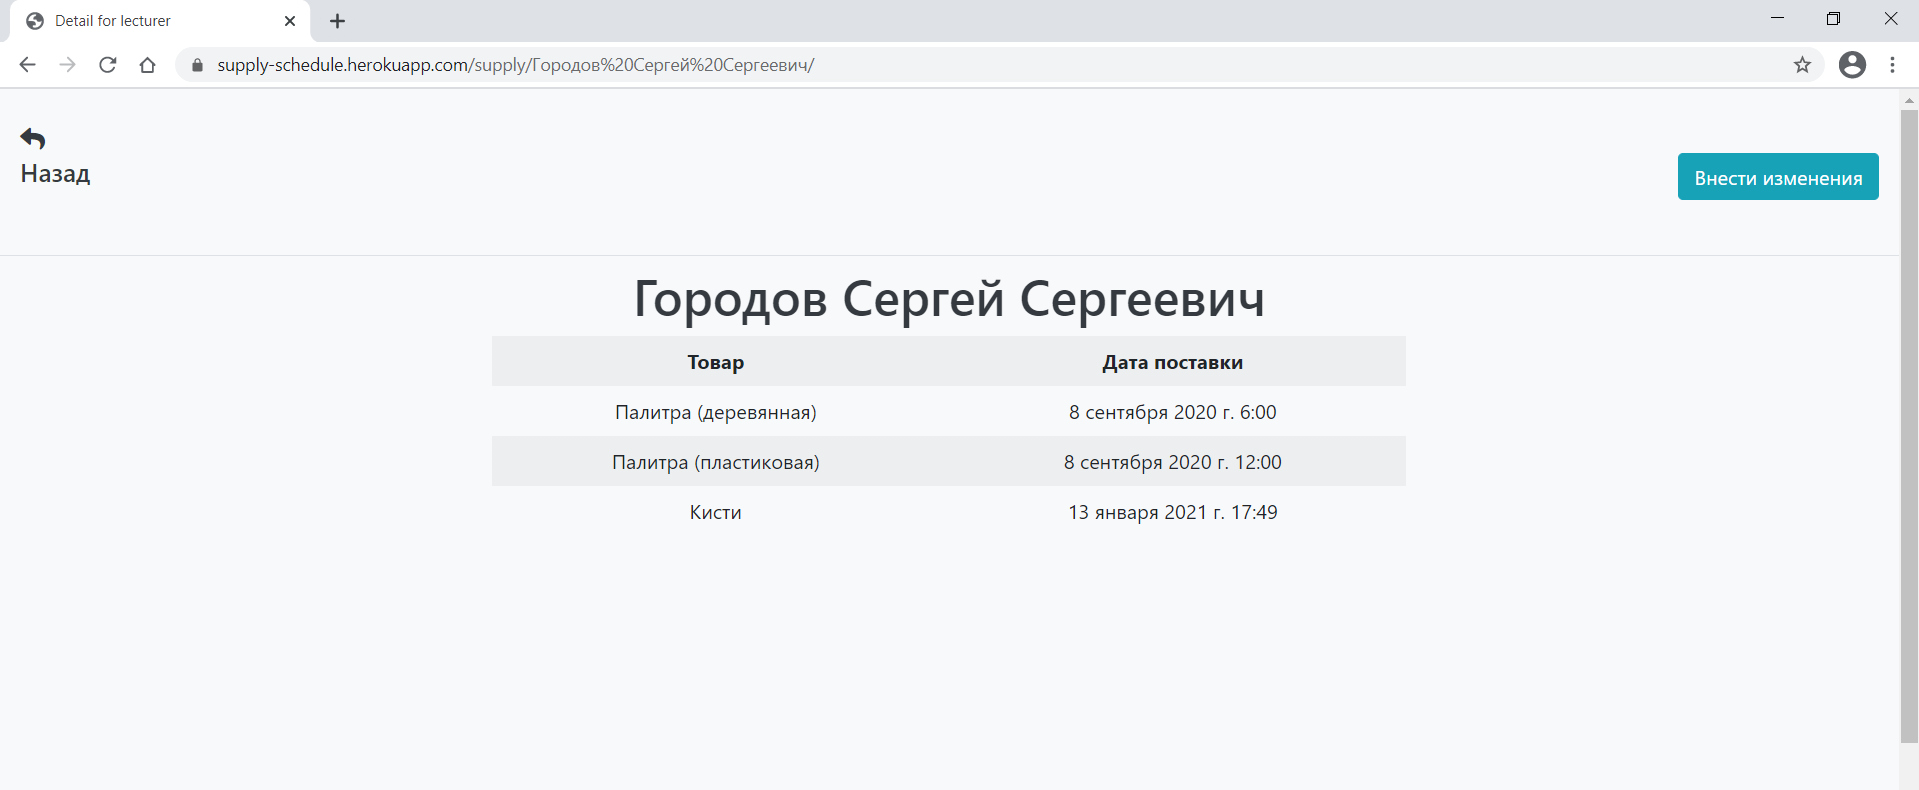 Detail for lecturer
supply-schedule.herokuapp.com/supply/Городов%20Сергей%20Сергеевич/
Назад
Внести изменения
Городов Сергей Сергеевич
Товар Дата поставки
Палитра (деревянная) 8 сентября 2020 г. 6:00
Палитра (пластиковая) 8 сентября 2020 г. 12:00
Кисти 13 января 2021 г. 17:49